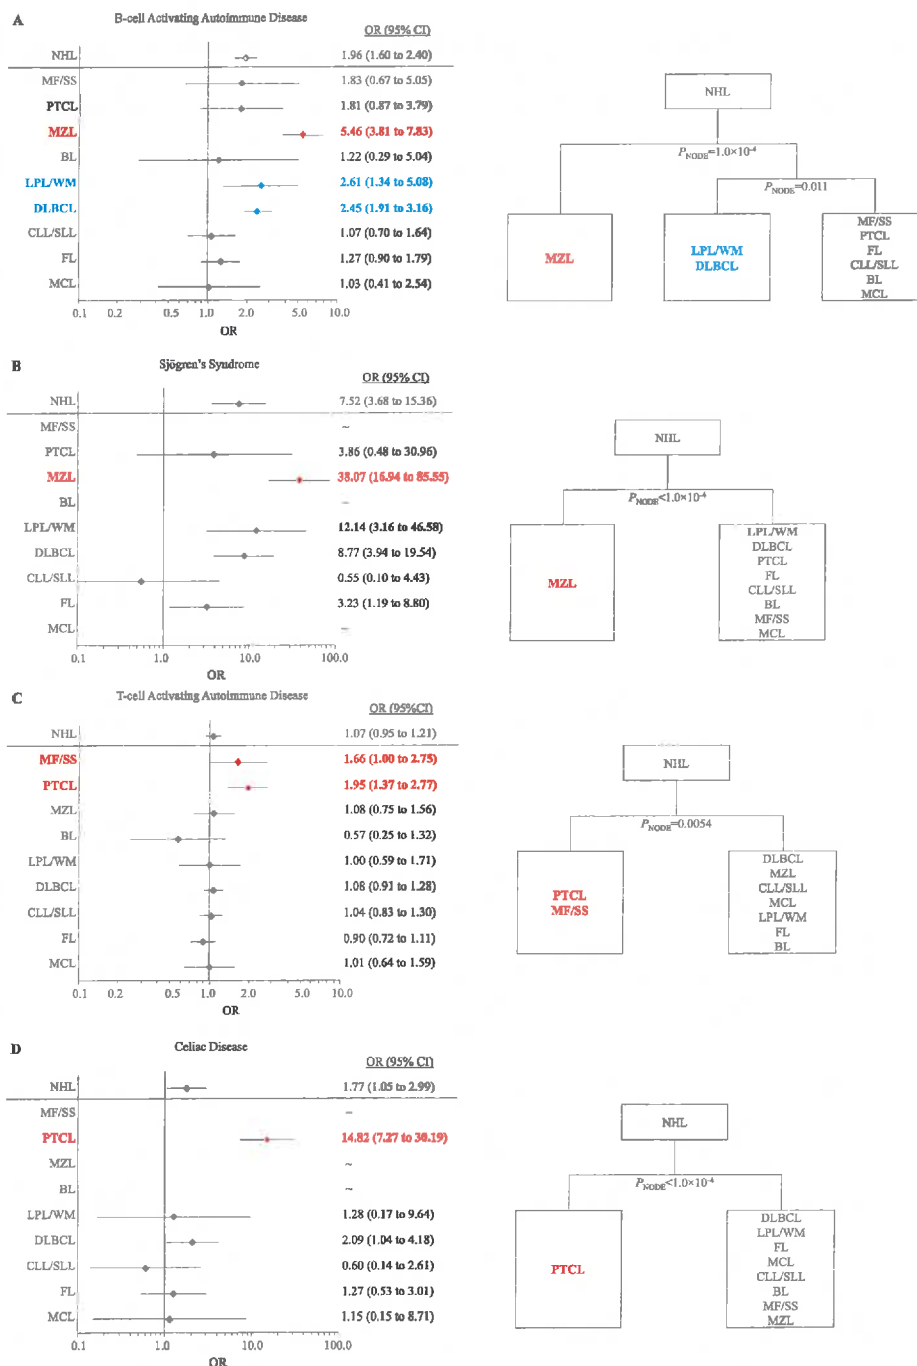 A
B-cell Activating Autoimmune Disease
OR (95% CI)
NHL 1.96 (1.60 to 2.40)
MF/SS 1.83 (0.67 to 5.05)
PTCL 1.81 (0.87 to 3.79)
MZL 5.46 (3.81 to 7.83)
BL 1.22 (0.29 to 5.04)
LPL/WM 2.61 (1.34 to 5.08)
DLBCL 2.45 (1.91 to 3.16)
CLL/SLL 1.07 (0.70 to 1.64)
FL 1.27 (0.90 to 1.79)
MCL 1.03 (0.41 to 2.54)
0.1 0.2 0.5 1.0 2.0 5.0 10.0
OR
NHL
PNODE=1.0×10-4
PNODE=0.011
MZL
LPL/WM
DLBCL
MF/SS
PTCL
FL
CLL/SLL
BL
MCL
B
Sjögren's Syndrome
OR (95% CI)
NHL 7.52 (3.68 to 15.36)
MF/SS ~
PTCL 3.86 (0.48 to 30.96)
MZL 38.07 (16.94 to 85.55)
BL ~
LPL/WM 12.14 (3.16 to 46.58)
DLBCL 8.77 (3.94 to 19.54)
CLL/SLL 0.55 (0.10 to 4.43)
FL 3.23 (1.19 to 8.80)
MCL ~
0.1 1.0 10.0 100.0
OR
NHL
PNODE<1.0×10-4
MZL
LPL/WM
DLBCL
PTCL
FL
CLL/SLL
BL
MF/SS
MCL
C
T-cell Activating Autoimmune Disease
OR (95%CI)
NHL 1.07 (0.95 to 1.21)
MF/SS 1.66 (1.00 to 2.75)
PTCL 1.95 (1.37 to 2.77)
MZL 1.08 (0.75 to 1.56)
BL 0.57 (0.25 to 1.32)
LPL/WM 1.00 (0.59 to 1.71)
DLBCL 1.08 (0.91 to 1.28)
CLL/SLL 1.04 (0.83 to 1.30)
FL 0.90 (0.72 to 1.11)
MCL 1.01 (0.64 to 1.59)
0.1 0.2 0.5 1.0 2.0 5.0 10.0
OR
NHL
PNODE=0.0054
PTCL
MF/SS
DLBCL
MZL
CLL/SLL
MCL
LPL/WM
FL
BL
D
Celiac Disease
OR (95% CI)
NHL 1.77 (1.05 to 2.99)
MF/SS ~
PTCL 14.82 (7.27 to 30.19)
MZL ~
BL ~
LPL/WM 1.28 (0.17 to 9.64)
DLBCL 2.09 (1.04 to 4.18)
CLL/SLL 0.60 (0.14 to 2.61)
FL 1.27 (0.53 to 3.01)
MCL 1.15 (0.15 to 8.71)
0.1 1.0 10.0 100.0
OR
NHL
PNODE<1.0×10-4
PTCL
DLBCL
LPL/WM
FL
MCL
CLL/SLL
BL
MF/SS
MZL